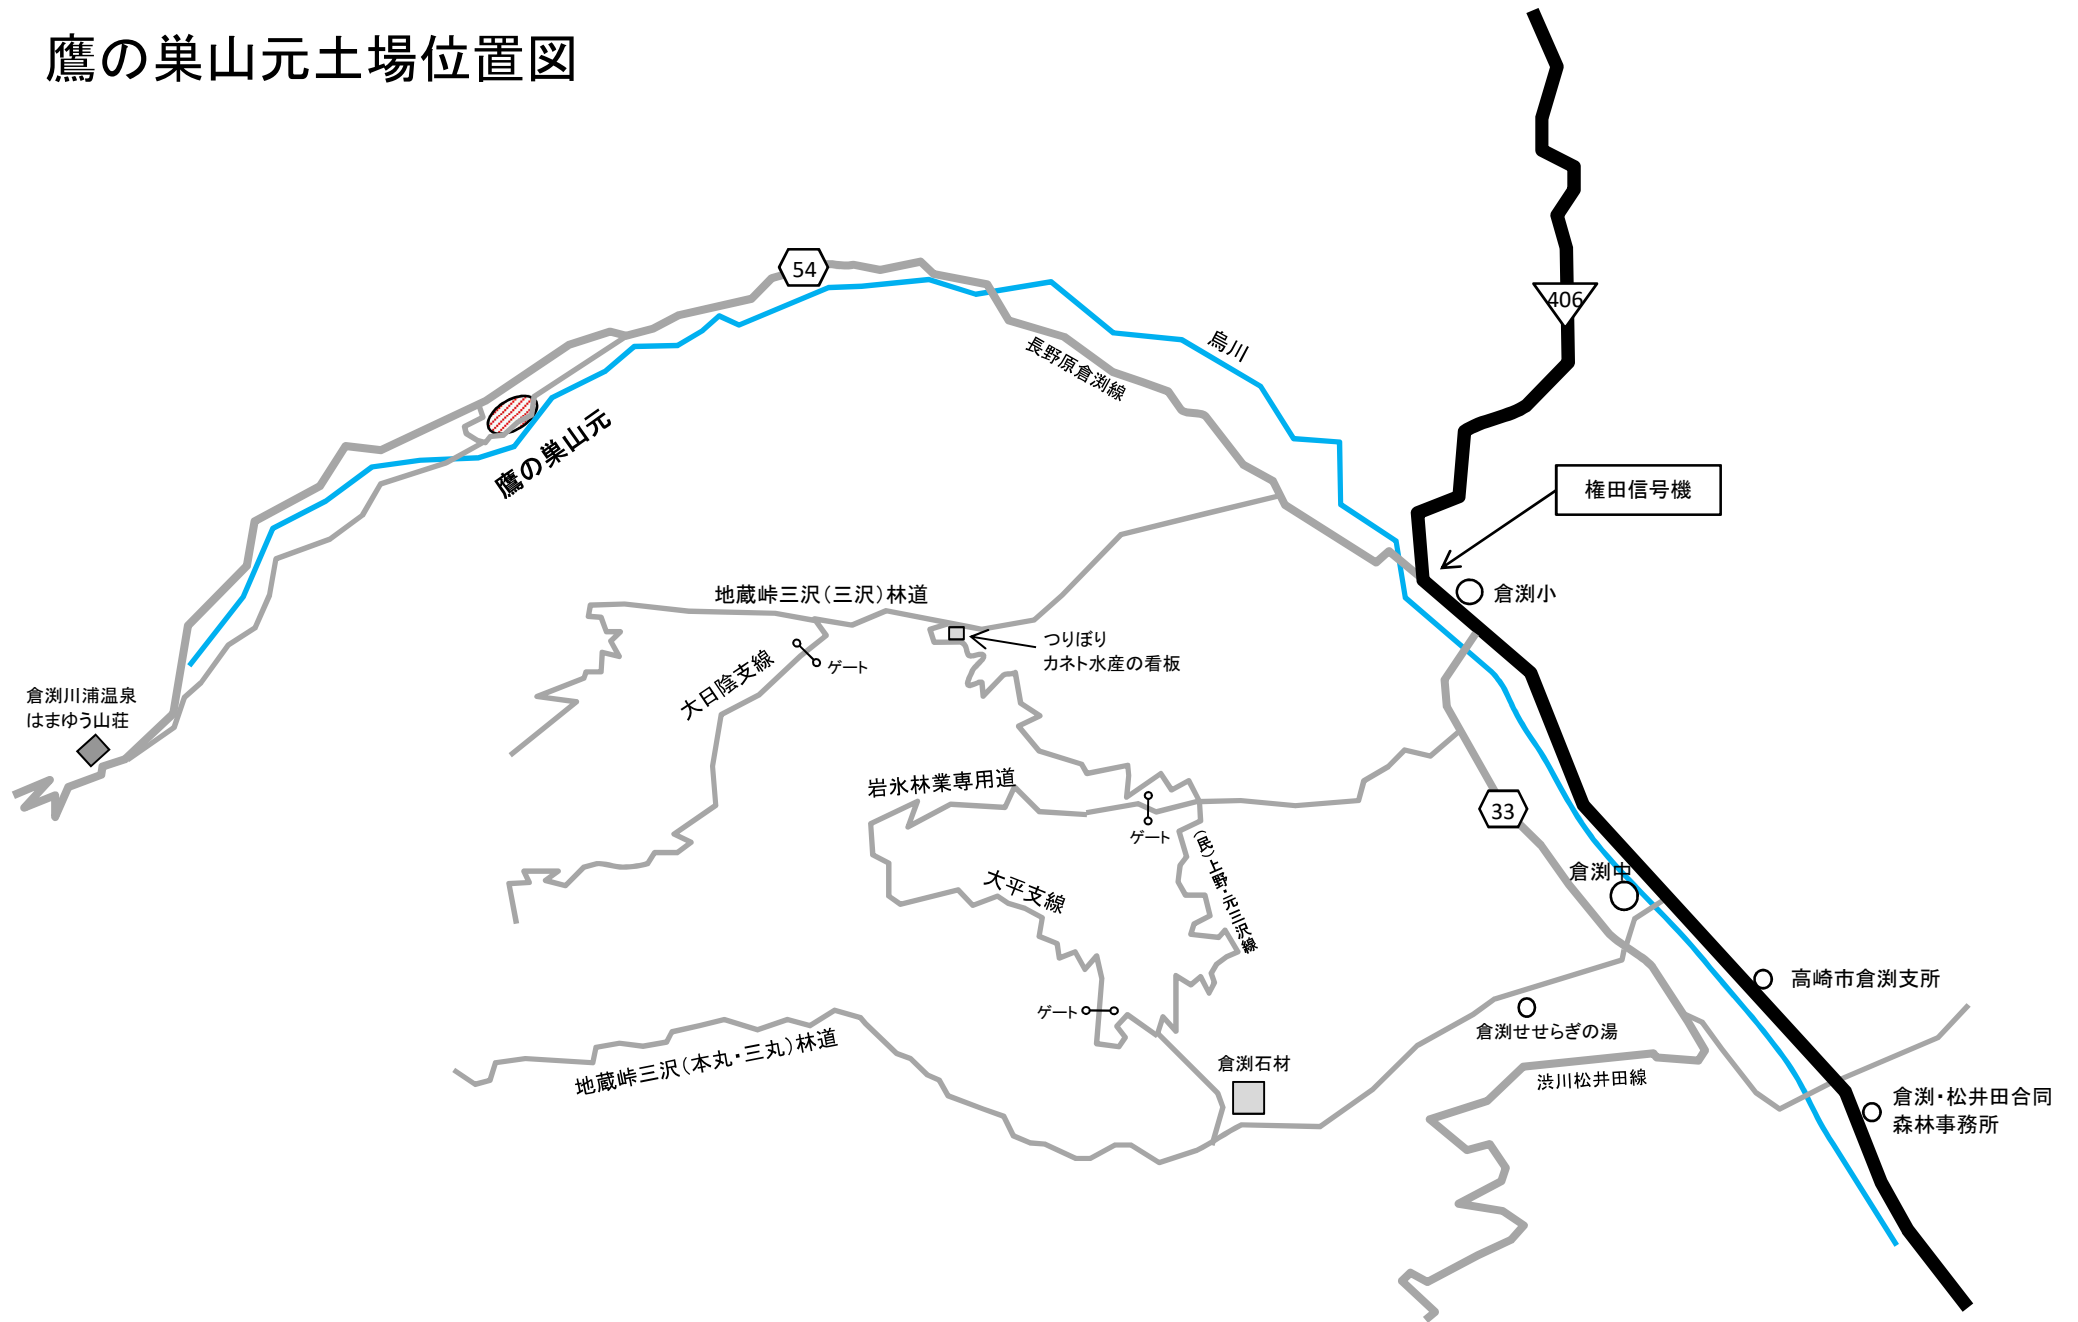 鷹の巣山元土場位置図
54
406
烏川
長野原倉渕線
鷹の巣山元
権田信号機
地蔵峠三沢（三沢）林道
倉渕小
つりぼり
カネト水産の看板
ゲート
大日陰支線
倉渕川浦温泉
はまゆう山荘
岩氷林業専用道
33
ゲート
（民）上野・元三沢線
倉渕中
大平支線
高崎市倉渕支所
ゲート
倉渕せせらぎの湯
地蔵峠三沢（本丸・三丸）林道
倉渕石材
渋川松井田線
倉渕・松井田合同
森林事務所